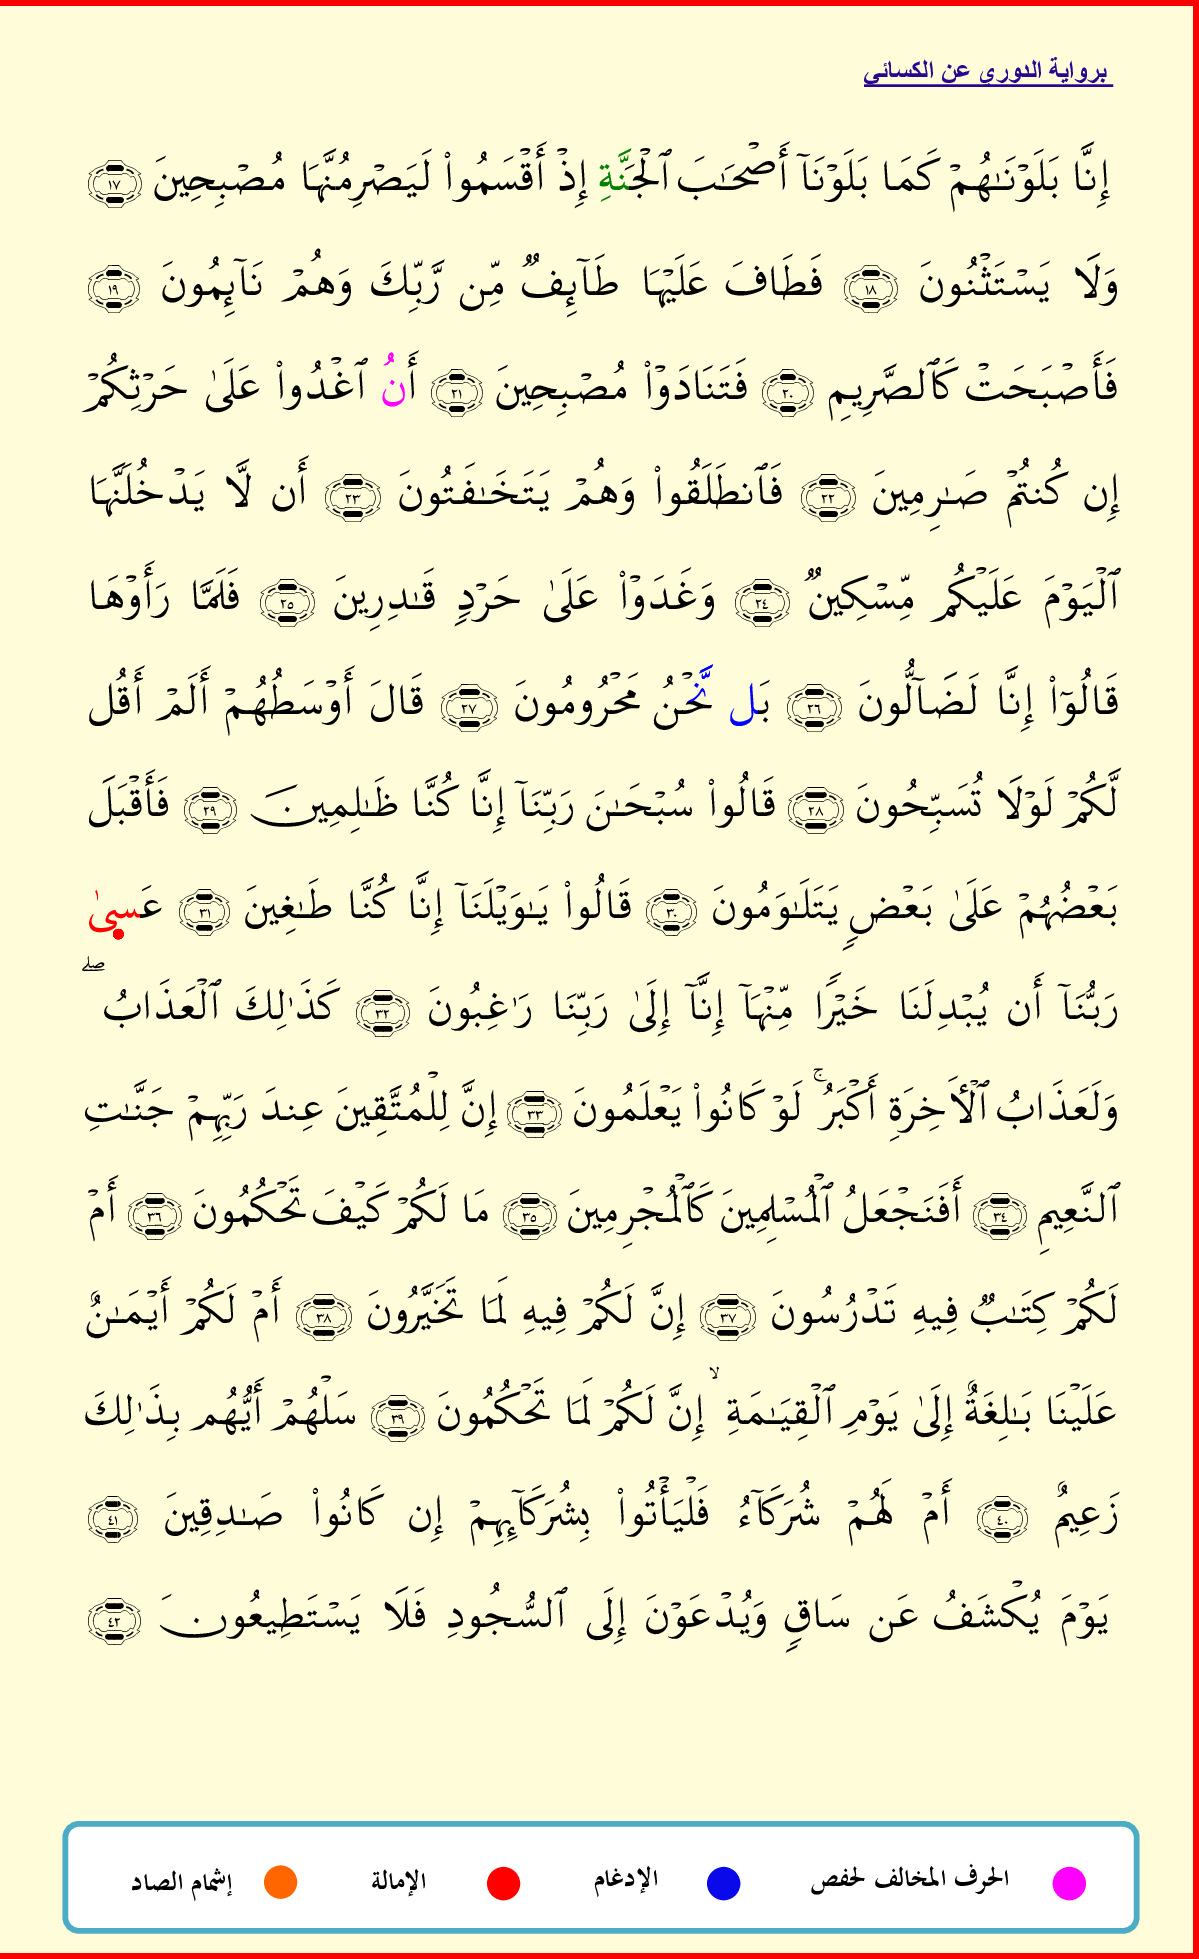 برواية الدوري عن الكسائي
إِنَّا بَلَوْنَٰهُمْ كَمَا بَلَوْنَآ أَصْحَٰبَ ٱلْجَنَّةِ إِذْ أَقْسَمُوا۟ لَيَصْرِمُنَّهَا مُصْبِحِينَ ١٧
وَلَا يَسْتَثْنُونَ ١٨ فَطَافَ عَلَيْهَا طَآئِفٌ مِّن رَّبِّكَ وَهُمْ نَآئِمُونَ ١٩
فَأَصْبَحَتْ كَٱلصَّرِيمِ ٢٠ فَتَنَادَوْا۟ مُصْبِحِينَ ٢١ أَنُ ٱغْدُوا۟ عَلَىٰ حَرْثِكُمْ
إِن كُنتُمْ صَٰرِمِينَ ٢٢ فَٱنطَلَقُوا۟ وَهُمْ يَتَخَٰفَتُونَ ٢٣ أَن لَّا يَدْخُلَنَّهَا
ٱلْيَوْمَ عَلَيْكُم مِّسْكِينٌ ٢٤ وَغَدَوْا۟ عَلَىٰ حَرْدٍ قَٰدِرِينَ ٢٥ فَلَمَّا رَأَوْهَا
قَالُوٓا۟ إِنَّا لَضَآلُّونَ ٢٦ بَل نَّحْنُ مَحْرُومُونَ ٢٧ قَالَ أَوْسَطُهُمْ أَلَمْ أَقُل
لَّكُمْ لَوْلَا تُسَبِّحُونَ ٢٨ قَالُوا۟ سُبْحَٰنَ رَبِّنَآ إِنَّا كُنَّا ظَٰلِمِينَ ٢٩ فَأَقْبَلَ
بَعْضُهُمْ عَلَىٰ بَعْضٍ يَتَلَٰوَمُونَ ٣٠ قَالُوا۟ يَٰوَيْلَنَآ إِنَّا كُنَّا طَٰغِينَ ٣١ عَسىٰ
رَبُّنَآ أَن يُبْدِلَنَا خَيْرًا مِّنْهَآ إِنَّآ إِلَىٰ رَبِّنَا رَٰغِبُونَ ٣٢ كَذَٰلِكَ ٱلْعَذَابُ ۖ
وَلَعَذَابُ ٱلْأَخِرَةِ أَكْبَرُ ۚ لَوْ كَانُوا۟ يَعْلَمُونَ ٣٣ إِنَّ لِلْمُتَّقِينَ عِندَ رَبِّهِمْ جَنَّٰتِ
ٱلنَّعِيمِ ٣٤ أَفَنَجْعَلُ ٱلْمُسْلِمِينَ كَٱلْمُجْرِمِينَ ٣٥ مَا لَكُمْ كَيْفَ تَحْكُمُونَ ٣٦ أَمْ
لَكُمْ كِتَٰبٌ فِيهِ تَدْرُسُونَ ٣٧ إِنَّ لَكُمْ فِيهِ لَمَا تَخَيَّرُونَ ٣٨ أَمْ لَكُمْ أَيْمَٰنٌ
عَلَيْنَا بَٰلِغَةٌ إِلَىٰ يَوْمِ ٱلْقِيَٰمَةِ ۙ إِنَّ لَكُمْ لَمَا تَحْكُمُونَ ٣٩ سَلْهُمْ أَيُّهُم بِذَٰلِكَ
زَعِيمٌ ٤٠ أَمْ لَهُمْ شُرَكَآءُ فَلْيَأْتُوا۟ بِشُرَكَآئِهِمْ إِن كَانُوا۟ صَٰدِقِينَ ٤١
يَوْمَ يُكْشَفُ عَن سَاقٍ وَيُدْعَوْنَ إِلَى ٱلسُّجُودِ فَلَا يَسْتَطِيعُونَ ٤٢
الحرف المخالف لحفص الإدغام الإمالة إشمام الصاد